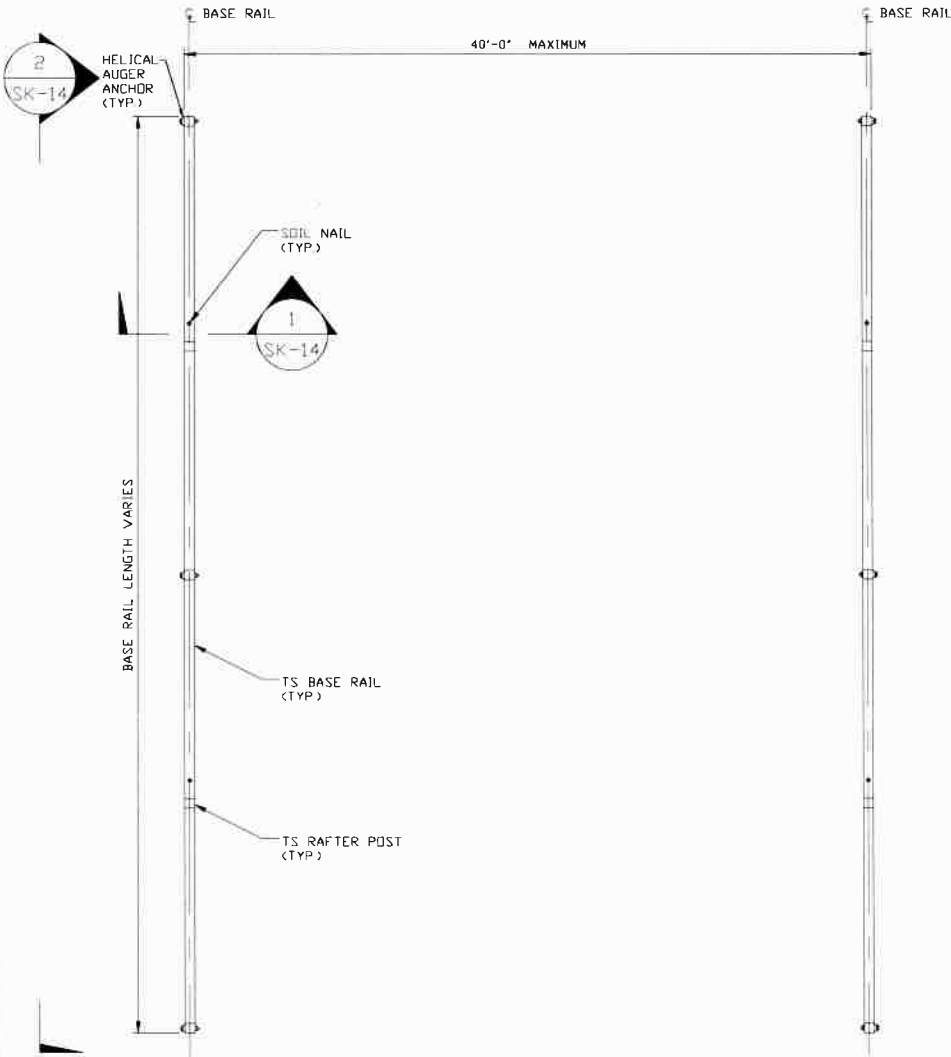 ℄ BASE RAIL
℄ BASE RAIL
40'-0" MAXIMUM
2
SK-14
HELICAL
AUGER
ANCHOR
(TYP.)
SOIL NAIL
(TYP.)
1
SK-14
BASE RAIL LENGTH VARIES
TS BASE RAIL
(TYP.)
TS RAFTER POST
(TYP.)